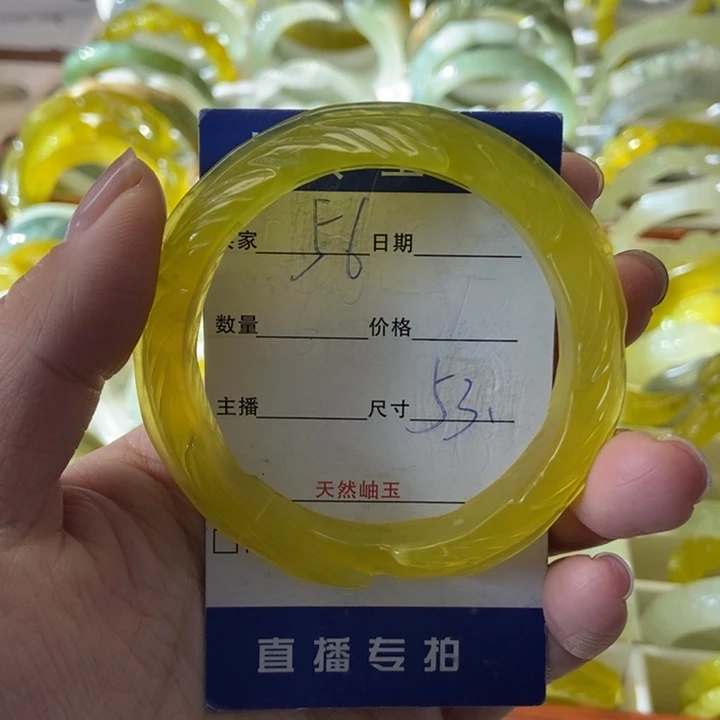 家 56 日期
数量 价格
主播 尺寸 53、
天然岫玉
直播专拍